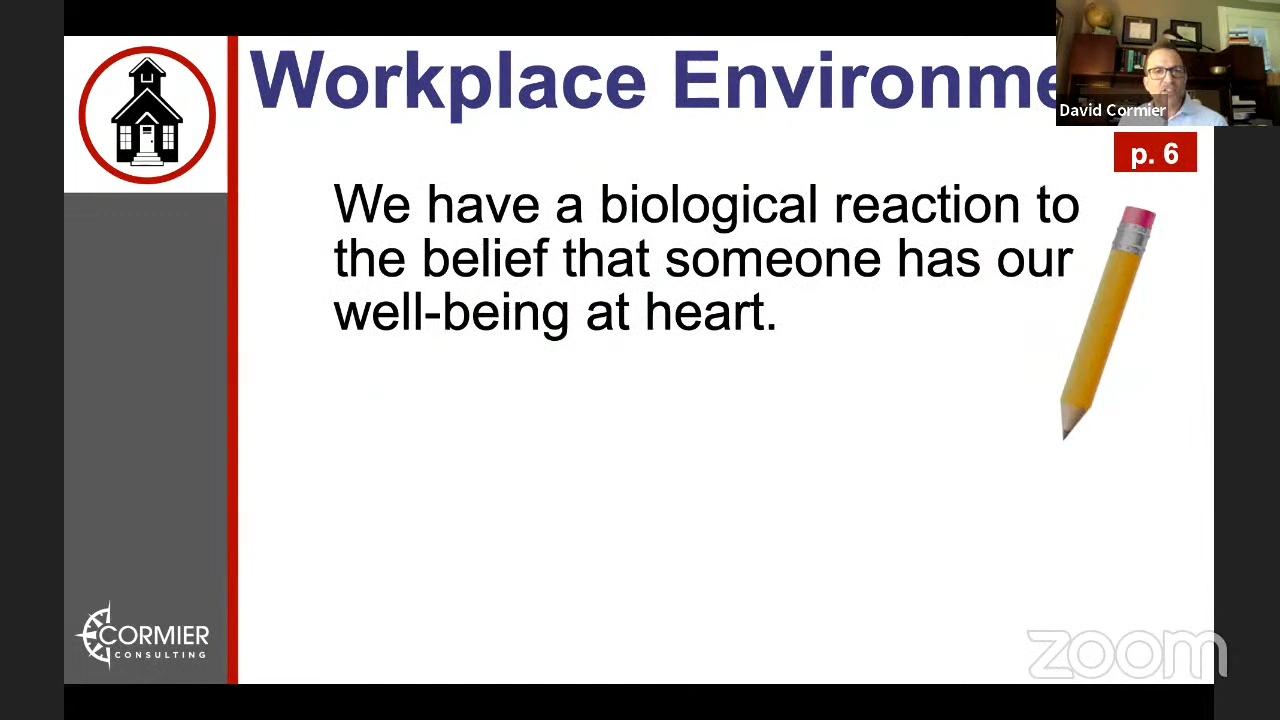 Workplace Environme
David Cormier
p. 6
We have a biological reaction to
the belief that someone has our
well-being at heart.
CORMIER
CONSULTING
zoom